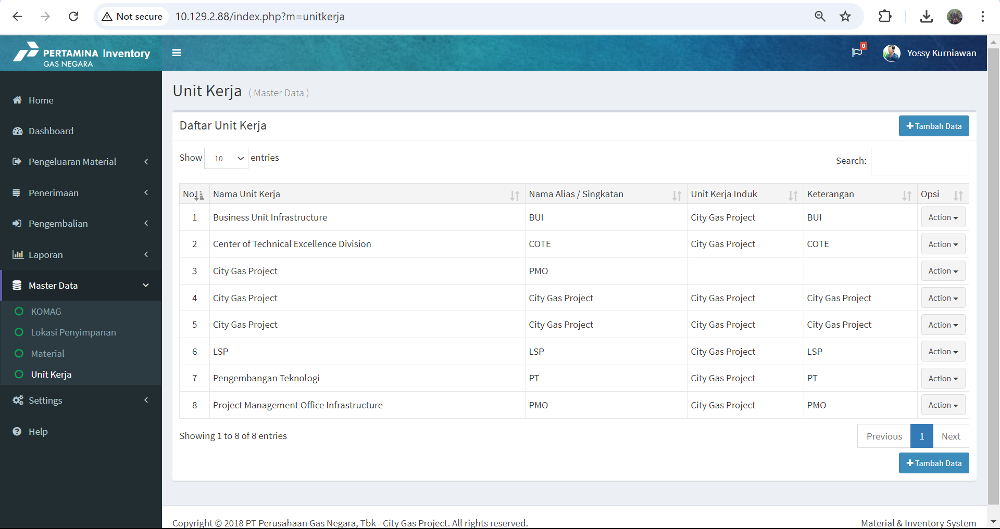 Not secure 10.129.2.88/index.php?m=unitkerja
PERTAMINA Inventory
GAS NEGARA
0
Yossy Kurniawan
Home
Dashboard
Pengeluaran Material
Penerimaan
Pengembalian
Laporan
Master Data
KOMAG
Lokasi Penyimpanan
Material
Unit Kerja
Settings
Help
Unit Kerja ( Master Data )
Daftar Unit Kerja
Tambah Data
Show 10 entries
Search:
No. Nama Unit Kerja Nama Alias / Singkatan Unit Kerja Induk Keterangan Opsi
1 Business Unit Infrastructure BUI City Gas Project BUI Action
2 Center of Technical Excellence Division COTE City Gas Project COTE Action
3 City Gas Project PMO Action
4 City Gas Project City Gas Project City Gas Project City Gas Project Action
5 City Gas Project City Gas Project City Gas Project City Gas Project Action
6 LSP LSP City Gas Project LSP Action
7 Pengembangan Teknologi PT City Gas Project PT Action
8 Project Management Office Infrastructure PMO City Gas Project PMO Action
Showing 1 to 8 of 8 entries
Previous 1 Next
Tambah Data
Copyright © 2018 PT Perusahaan Gas Negara, Tbk - City Gas Project. All rights reserved.
Material & Inventory System